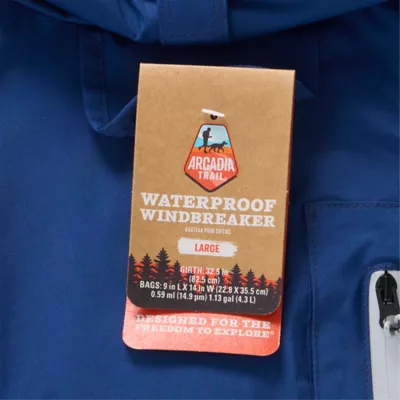 ARCADIA
TRAIL
WATERPROOF
WINDBREAKER
LARGE
GIRTH: 32.5 in
(82.5 cm)
BAGS: 9 in L X 14 in W (22.8 X 35.5 cm)
0.59 ml (14.9 pm) 1.13 gal (4.3 L)
DESIGNED FOR THE
FREEDOM TO EXPLORE®